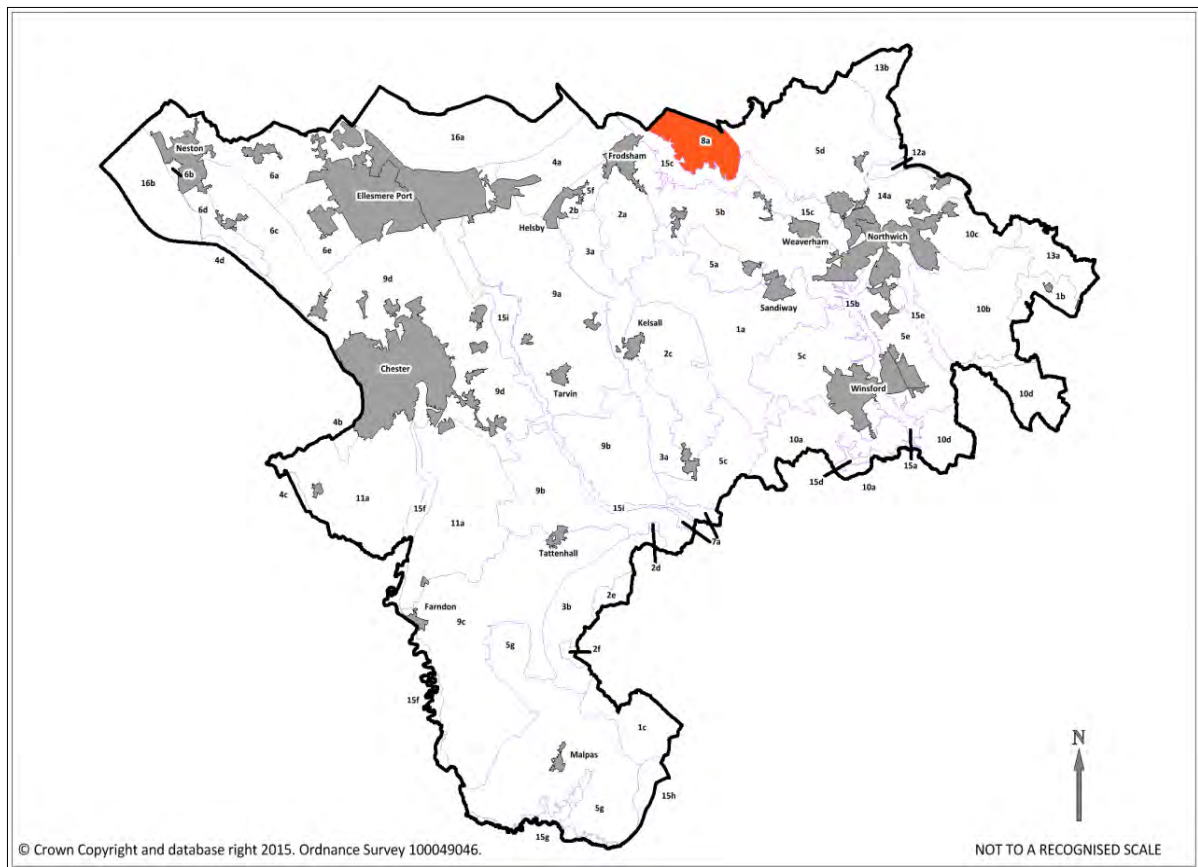 13b
16a
8a
Neston
4a
Frodsham
5d
12a
15c
6a
6b
16b
5f
14a
Ellesmere Port
2b
2a
5b
15c
6d
6c
Helsby
Weaverham
Northwich
10c
4d
6e
3a
13a
5a
9d
9a
1b
Sandiway
15b
10b
15i
Kelsall
1a
15e
5e
2c
5c
Chester
Tarvin
Winsford
9d
10d
4b
10a
10d
9b
3a
5c
15a
15d
10a
4c
11a
9b
15f
15i
11a
7a
Tattenhall
2d
2e
Farndon
3b
9c
5g
2f
15f
1c
N
Malpas
15h
5g
15g
© Crown Copyright and database right 2015. Ordnance Survey 100049046.
NOT TO A RECOGNISED SCALE